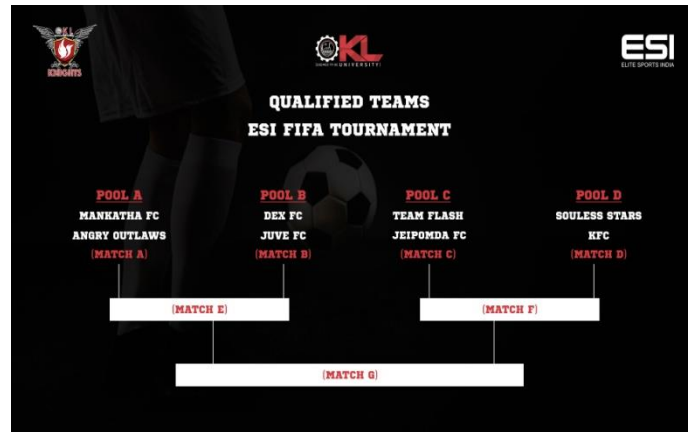 KL
KNIGHTS
KL
UNIVERSITY
ESI
ELITE SPORTS INDIA
QUALIFIED TEAMS
ESI FIFA TOURNAMENT
POOL A
MANKATHA FC
ANGRY OUTLAWS
(MATCH A)
POOL B
DEX FC
JUVE FC
(MATCH B)
POOL C
TEAM FLASH
JEIPOMDA FC
(MATCH C)
POOL D
SOULESS STARS
KFC
(MATCH D)
(MATCH E)
(MATCH F)
(MATCH G)